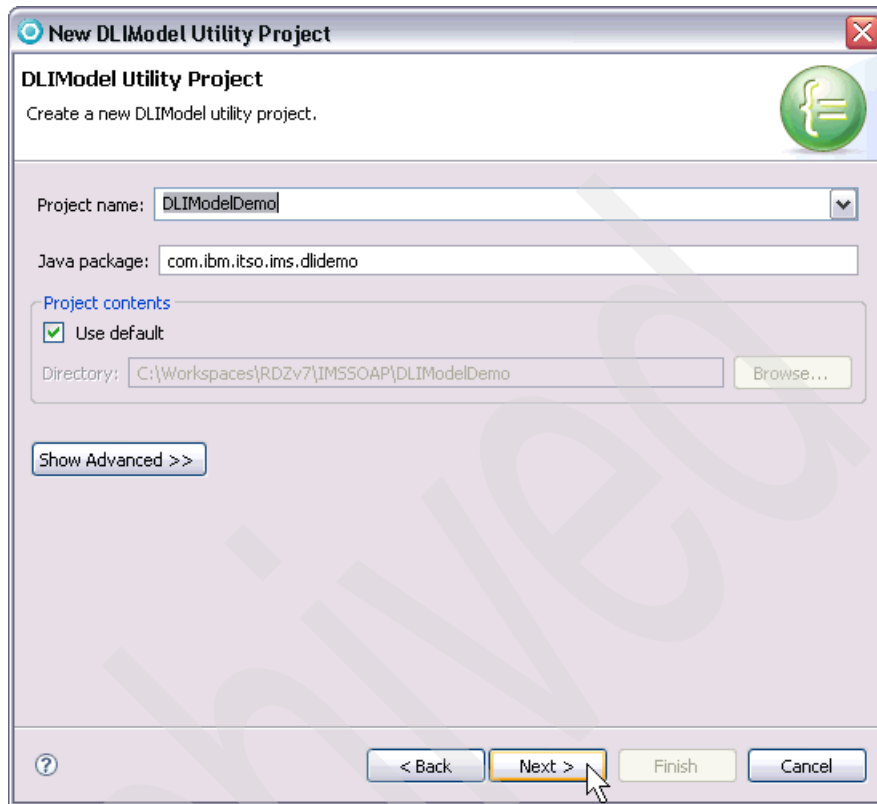 New DLIModel Utility Project
DLIModel Utility Project
Create a new DLIModel utility project.
Project name: DLIModelDemo
Java package: com.ibm.itso.ims.dlidemo
Project contents
Use default
Directory: C:\Workspaces\RDZv7\IMSSOAP\DLIModelDemo Browse...
Show Advanced >>
< Back Next > Finish Cancel